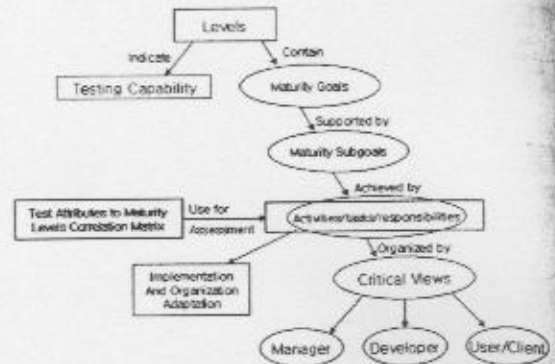 Levels
Indicate
Contain
Testing Capability
Maturity Goals
Supported by
Maturity Subgoals
Achieved by
Test Attributes to Maturity
Levels Correlation Matrix
Use for
Assessment
Activities/tasks/responsibilities
Organized by
Implementation
And Organization
Adaptation
Critical Views
Manager
Developer
User/Client